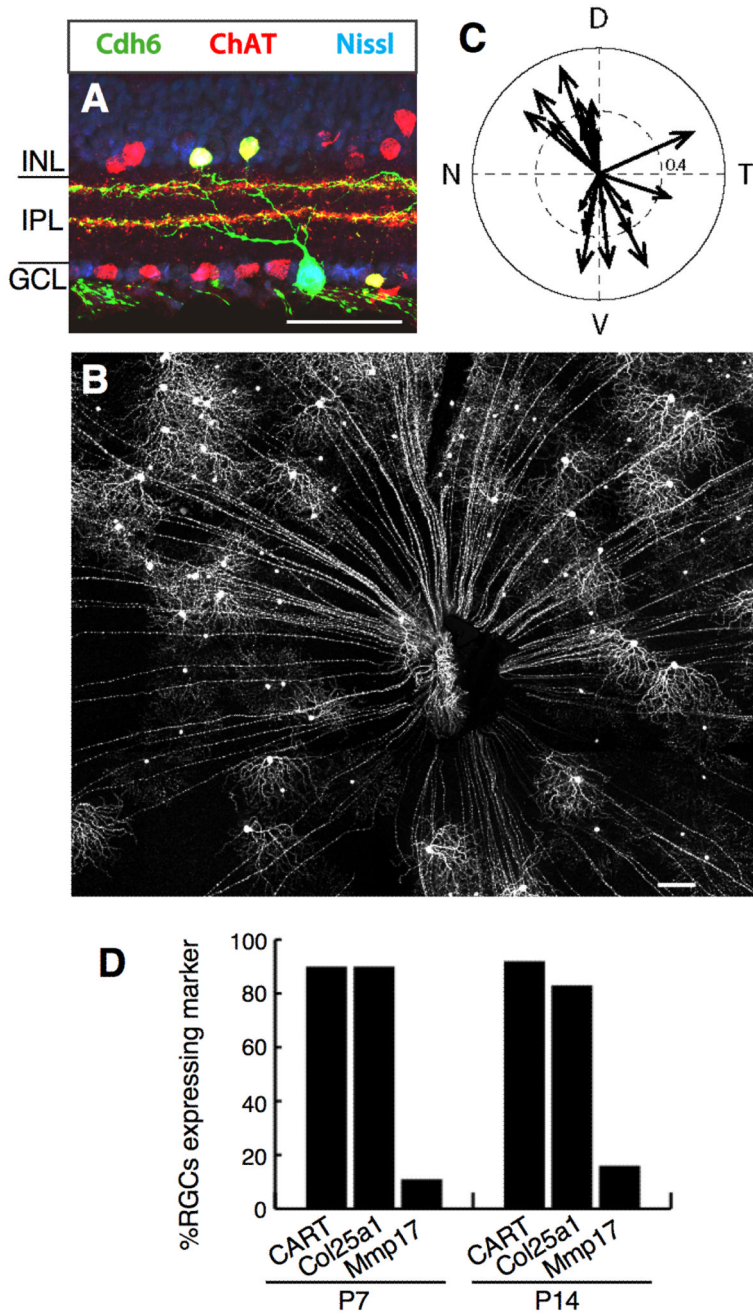 Cdh6 ChAT Nissl
A
INL
IPL
GCL
C
D
N
0.4
T
V
B
D
%RGCs expressing marker
100
80
60
40
20
0
CART
Col25a1
Mmp17
CART
Col25a1
Mmp17
P7
P14